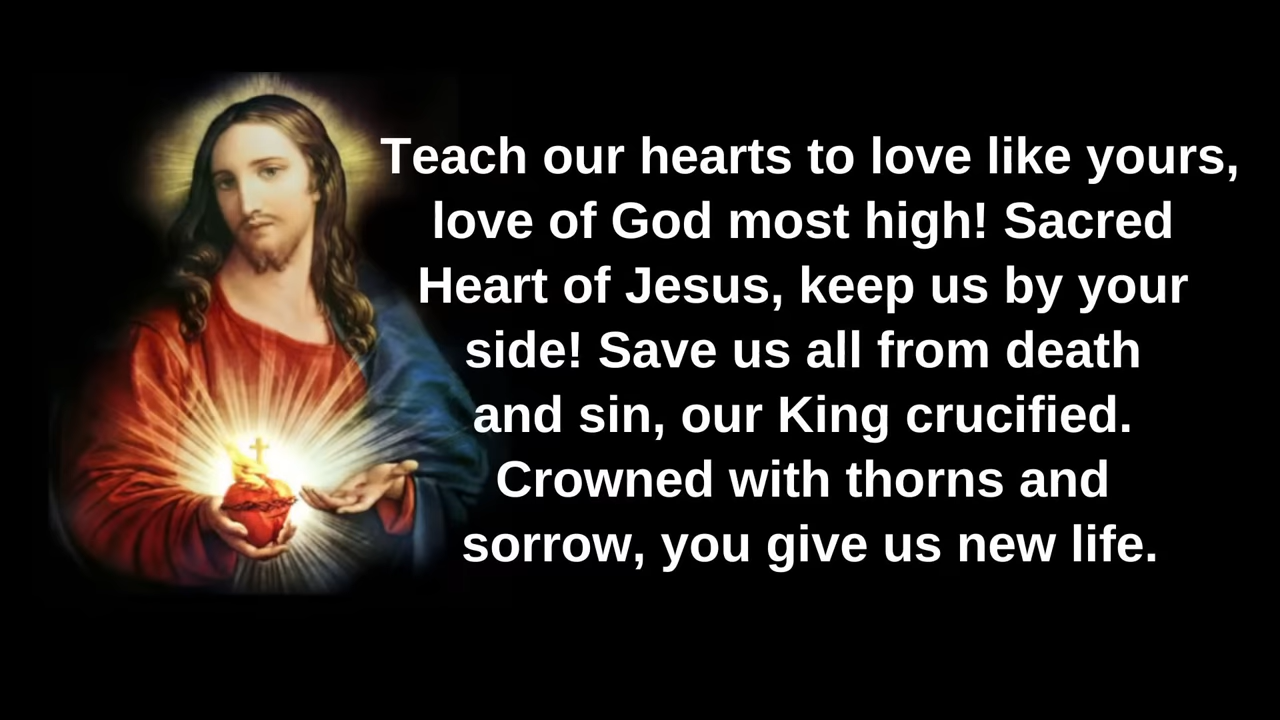 Teach our hearts to love like yours,
love of God most high! Sacred
Heart of Jesus, keep us by your
side! Save us all from death
and sin, our King crucified.
Crowned with thorns and
sorrow, you give us new life.